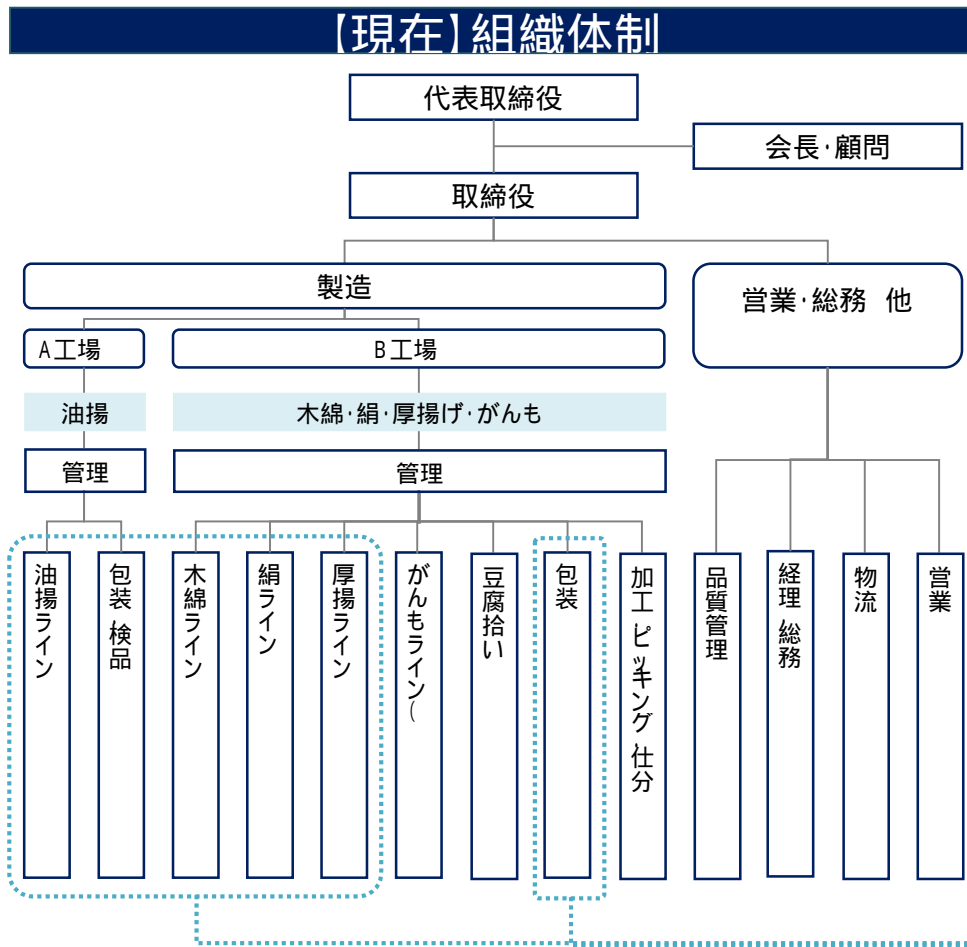 【現在】組織体制
代表取締役
会長・顧問
取締役
製造
営業・総務 他
A工場
B工場
油揚
木綿・絹・厚揚げ・がんも
管理
管理
油揚ライン
包装 検品
木綿ライン
絹ライン
厚揚ライン
がんもライン(
豆腐拾い
包装
加工 ピッキング 仕分
品質管理
経理 総務
物流
営業